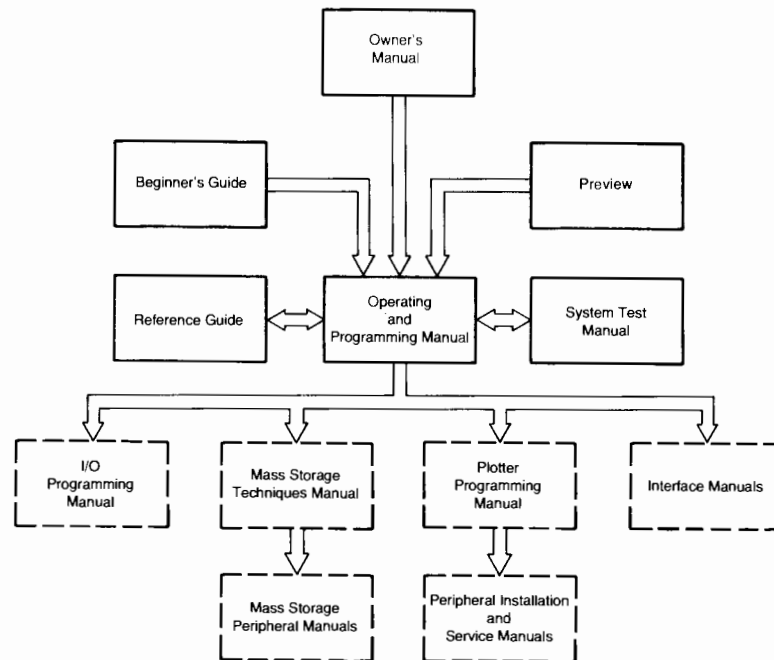 Owner's
Manual
Beginner's Guide
Preview
Reference Guide
Operating
and
Programming Manual
System Test
Manual
I/O
Programming
Manual
Mass Storage
Techniques Manual
Plotter
Programming
Manual
Interface Manuals
Mass Storage
Peripheral Manuals
Peripheral Installation
and
Service Manuals